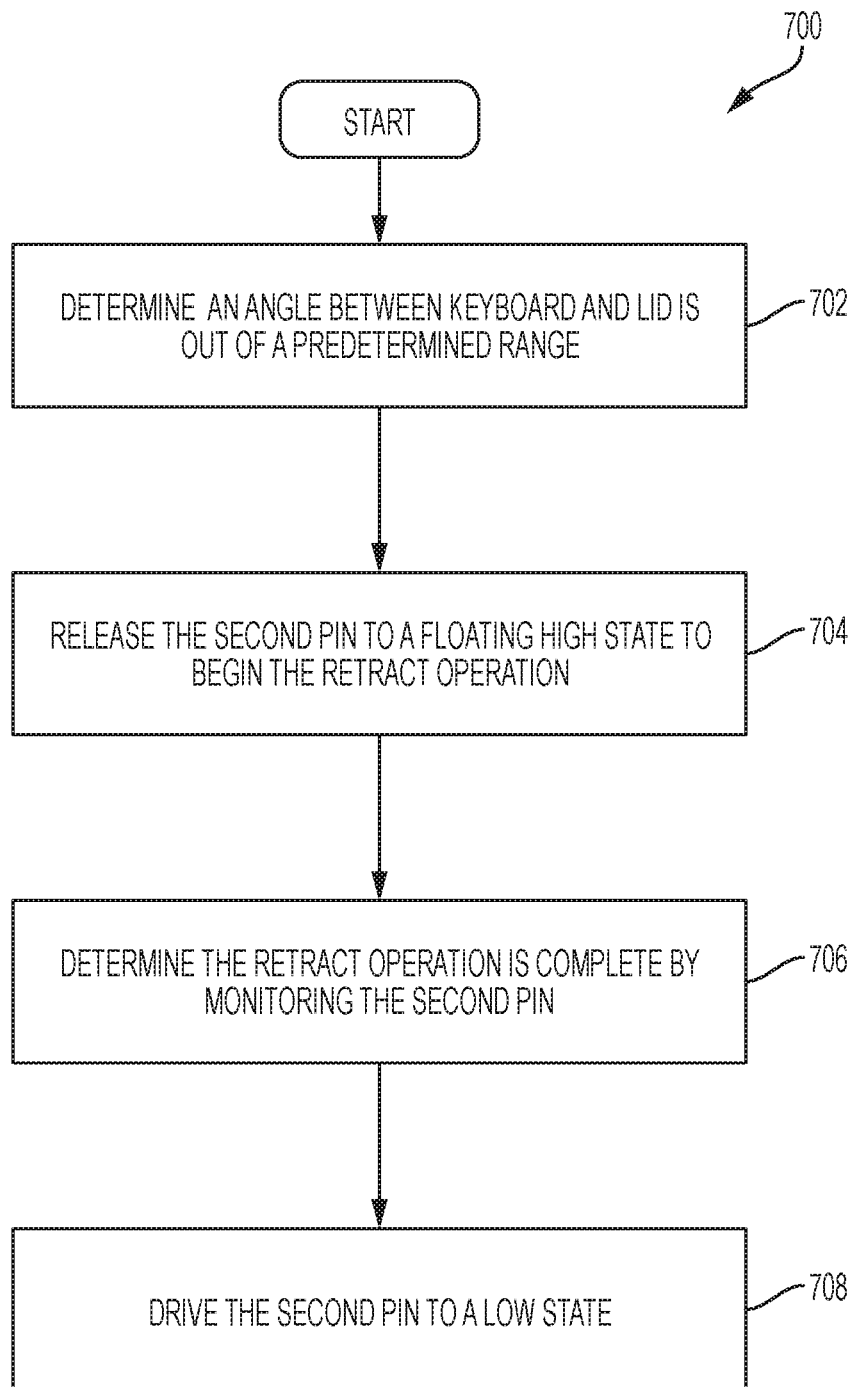 700
START
DETERMINE AN ANGLE BETWEEN KEYBOARD AND LID IS
OUT OF A PREDETERMINED RANGE
702
RELEASE THE SECOND PIN TO A FLOATING HIGH STATE TO
BEGIN THE RETRACT OPERATION
704
DETERMINE THE RETRACT OPERATION IS COMPLETE BY
MONITORING THE SECOND PIN
706
DRIVE THE SECOND PIN TO A LOW STATE
708